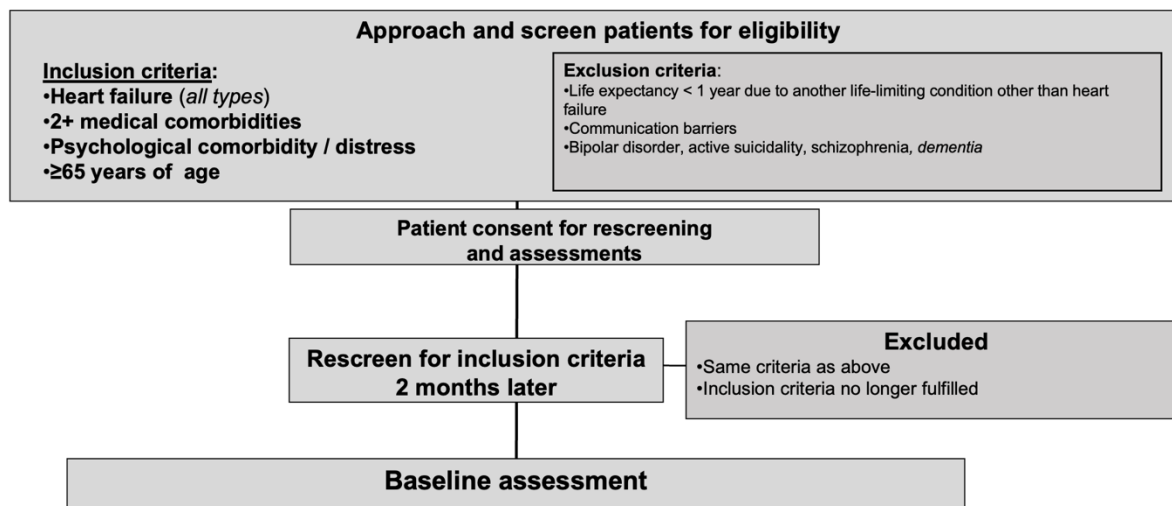 Approach and screen patients for eligibility
Inclusion criteria:
•Heart failure (all types)
•2+ medical comorbidities
•Psychological comorbidity / distress
•≥65 years of  age
Exclusion criteria:
•Life expectancy < 1 year due to another life-limiting condition other than heart
failure
•Communication barriers
•Bipolar disorder, active suicidality, schizophrenia, dementia
Patient consent for rescreening
and assessments
Rescreen for inclusion criteria
2 months later
Excluded
•Same criteria as above
•Inclusion criteria no longer fulfilled
Baseline assessment